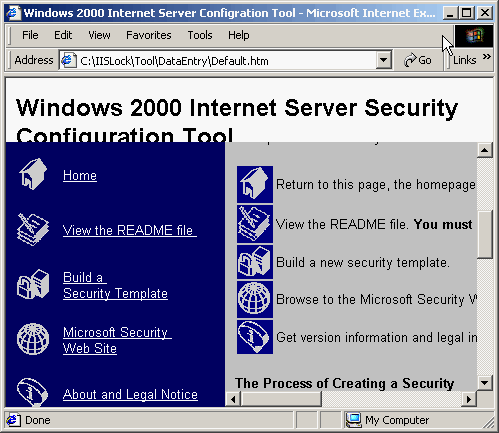 Windows 2000 Internet Server Configration Tool - Microsoft Internet Ex...
File Edit View Favorites Tools Help
Address C:\IISLock\Tool\DataEntry\Default.htm Go Links »
Windows 2000 Internet Server Security
Configuration Tool
Home
View the README file
Build a
Security Template
Microsoft Security
Web Site
About and Legal Notice
Return to this page, the homepage
View the README file. You must
Build a new security template.
Browse to the Microsoft Security W
Get version information and legal in
The Process of Creating a Security
Done My Computer